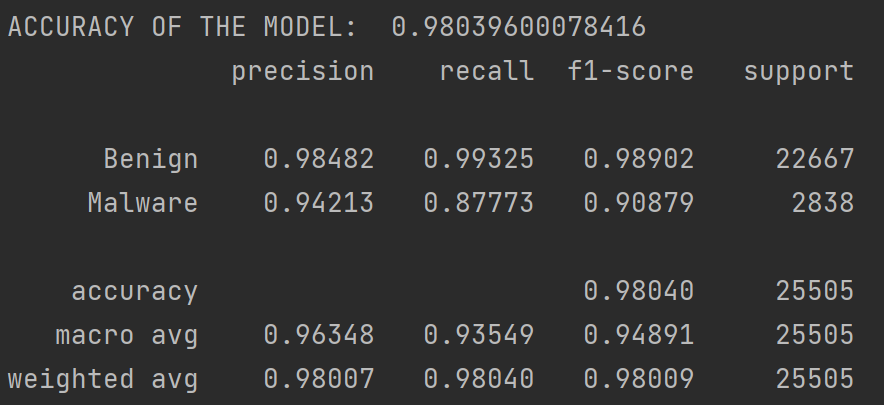 ACCURACY OF THE MODEL:  0.98039600078416
              precision    recall  f1-score   support

      Benign    0.98482   0.99325   0.98902     22667
     Malware    0.94213   0.87773   0.90879      2838

    accuracy                        0.98040     25505
   macro avg    0.96348   0.93549   0.94891     25505
weighted avg    0.98007   0.98040   0.98009     25505